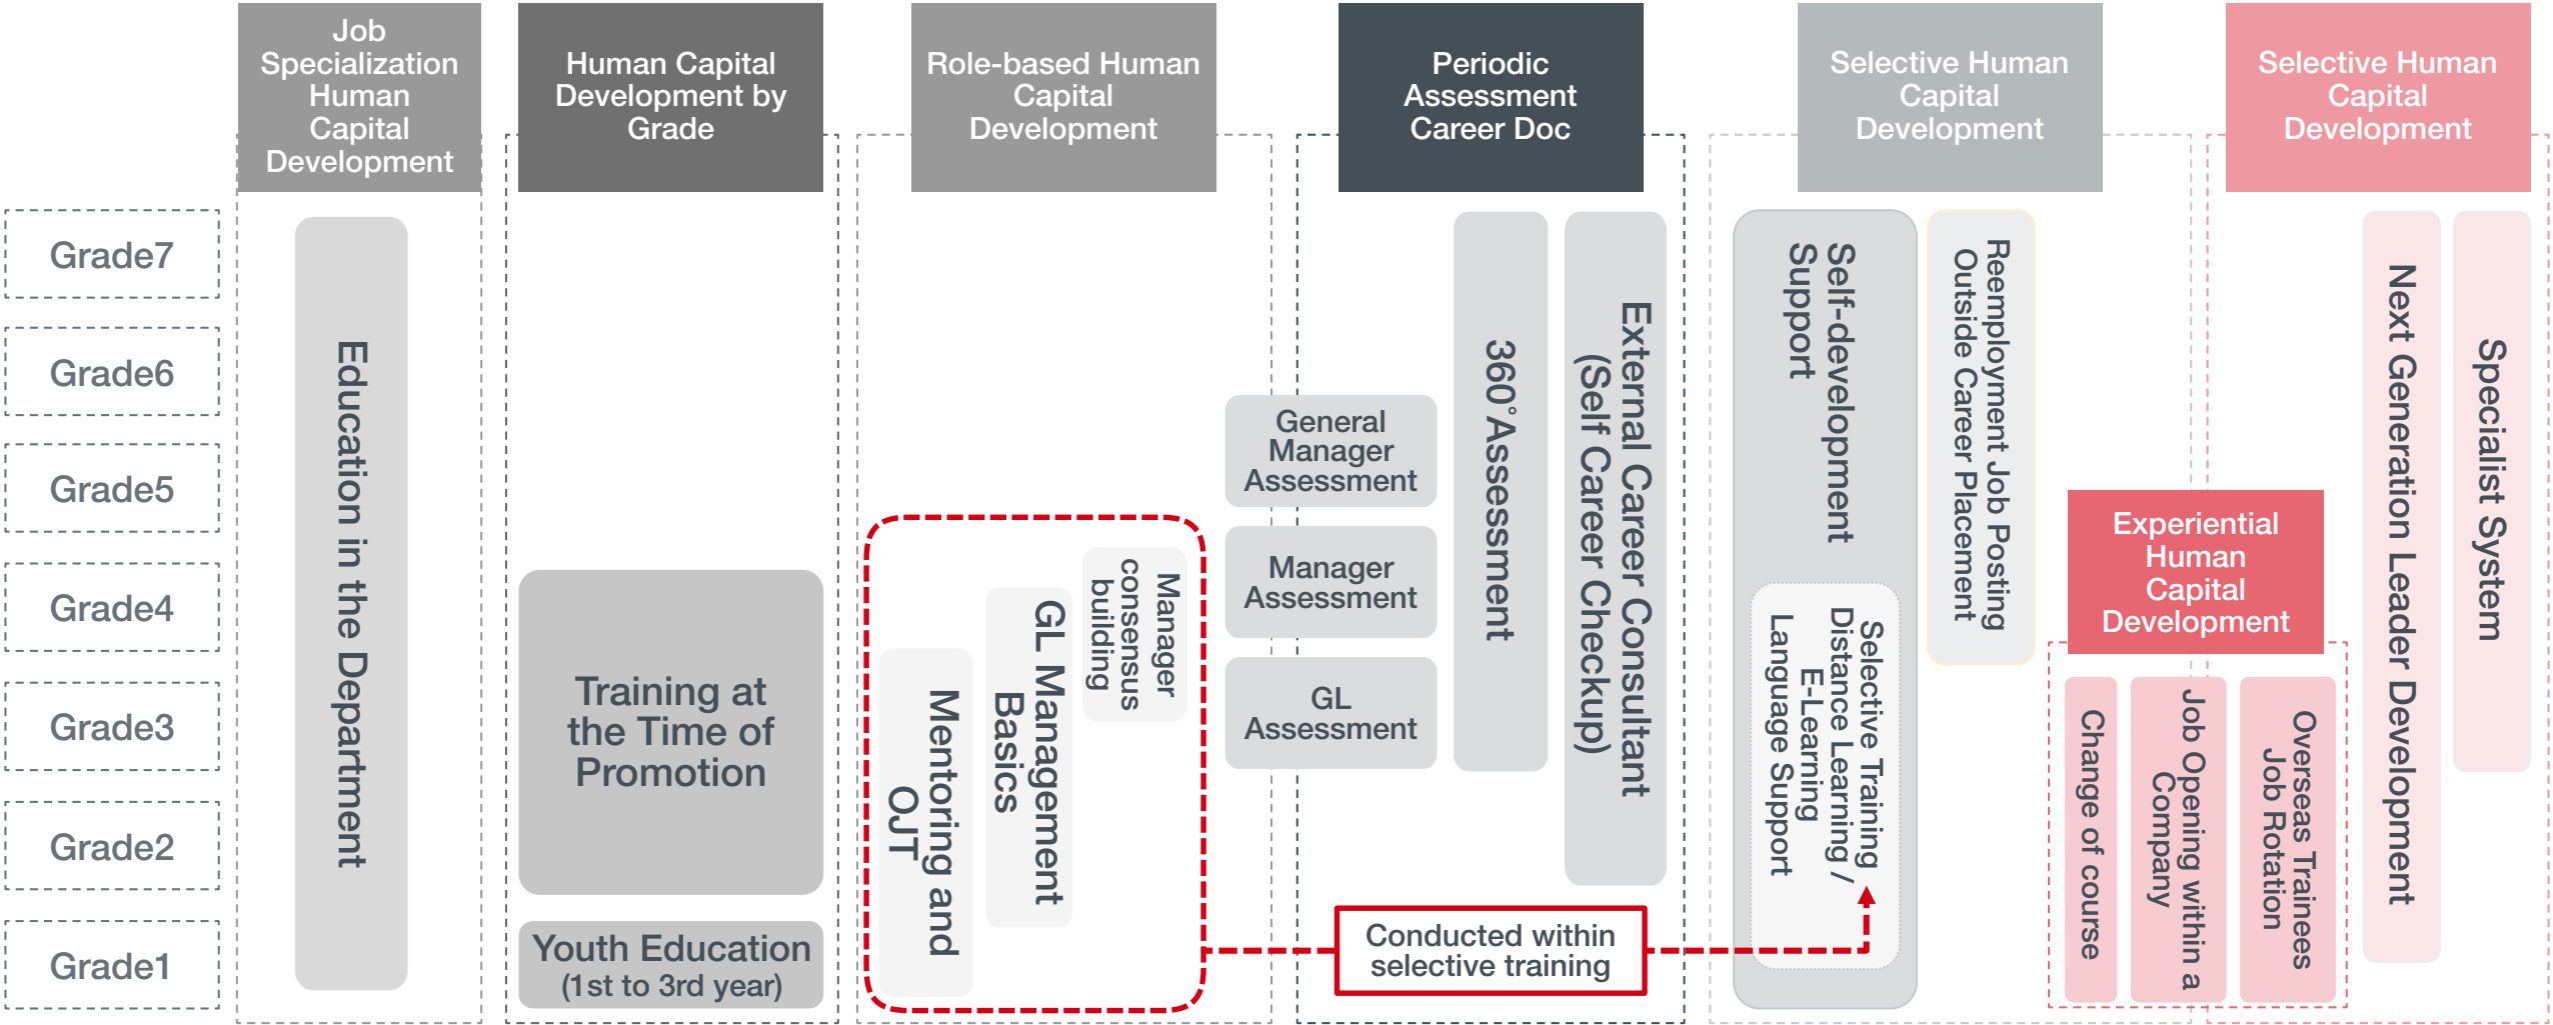 Job
Specialization
Human
Capital
Development
Human Capital
Development by
Grade
Role-based Human
Capital
Development
Periodic
Assessment
Career Doc
Selective Human
Capital
Development
Selective Human
Capital
Development
Grade7
Grade6
Grade5
Grade4
Grade3
Grade2
Grade1
Education in the Department
Training at
the Time of
Promotion
Youth Education
(1st to 3rd year)
Mentoring and
OJT
GL Management
Basics
Manager
consensus
building
General
Manager
Assessment
Manager
Assessment
GL
Assessment
360°Assessment
External Career Consultant
(Self Career Checkup)
Conducted within
selective training
Self-development
Support
Selective Training
Distance Learning /
E-Learning
Language Support
Reemployment Job Posting
Outside Career Placement
Experiential
Human
Capital
Development
Change of course
Job Opening within a
Company
Overseas Trainees
Job Rotation
Next Generation Leader Development
Specialist System